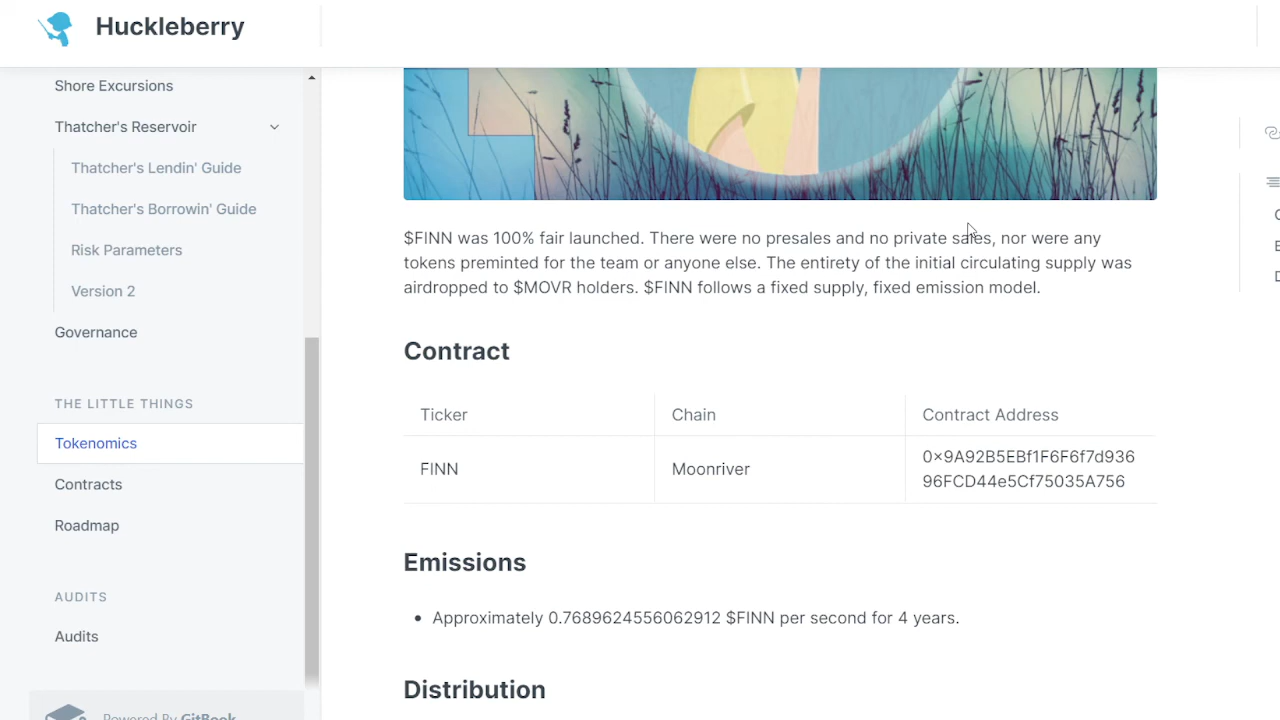 Huckleberry
Shore Excursions
Thatcher's Reservoir
Thatcher's Lendin' Guide
Thatcher's Borrowin' Guide
Risk Parameters
Version 2
Governance
THE LITTLE THINGS
Tokenomics
Contracts
Roadmap
AUDITS
Audits
Powered By GitBook
$FINN was 100% fair launched. There were no presales and no private sales, nor were any
tokens preminted for the team or anyone else. The entirety of the initial circulating supply was
airdropped to $MOVR holders. $FINN follows a fixed supply, fixed emission model.
Contract
Ticker Chain Contract Address
FINN Moonriver 0x9A92B5EBf1F6F6f7d936
96FCD44e5Cf75035A756
Emissions
• Approximately 0.7689624556062912 $FINN per second for 4 years.
Distribution